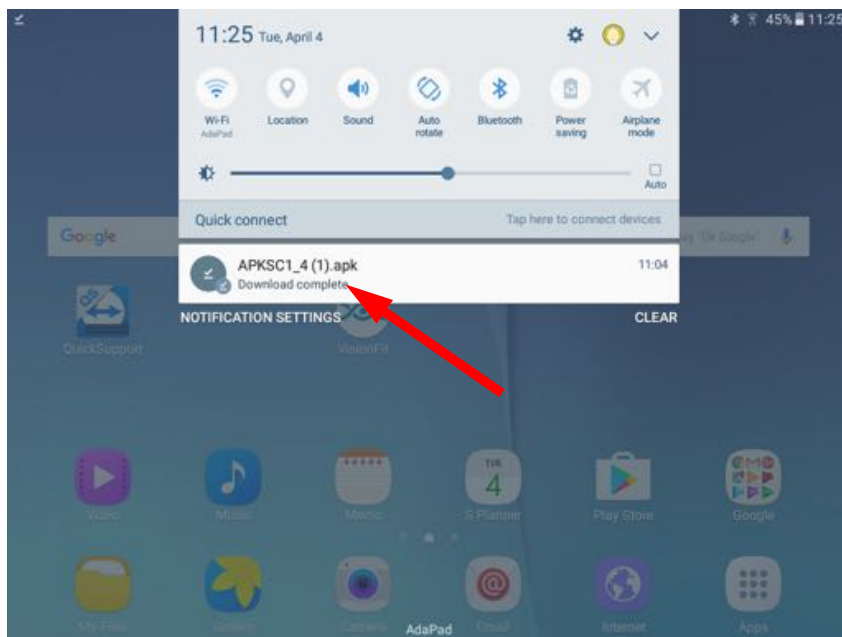 45% 11:25
11:25 Tue, April 4
Wi-Fi
AdaPad
Location
Sound
Auto
rotate
Bluetooth
Power
saving
Airplane
mode
Auto
Quick connect
Tap here to connect devices
Google
"Ok Google"
APKSC1_4 (1).apk
11:04
Download complete
NOTIFICATION SETTINGS
CLEAR
QuickSupport
VisionFit
TUE
4
Video
Music
Memo
S Planner
Play Store
Google
My Files
Gallery
Camera
AdaPad
Email
Internet
Apps